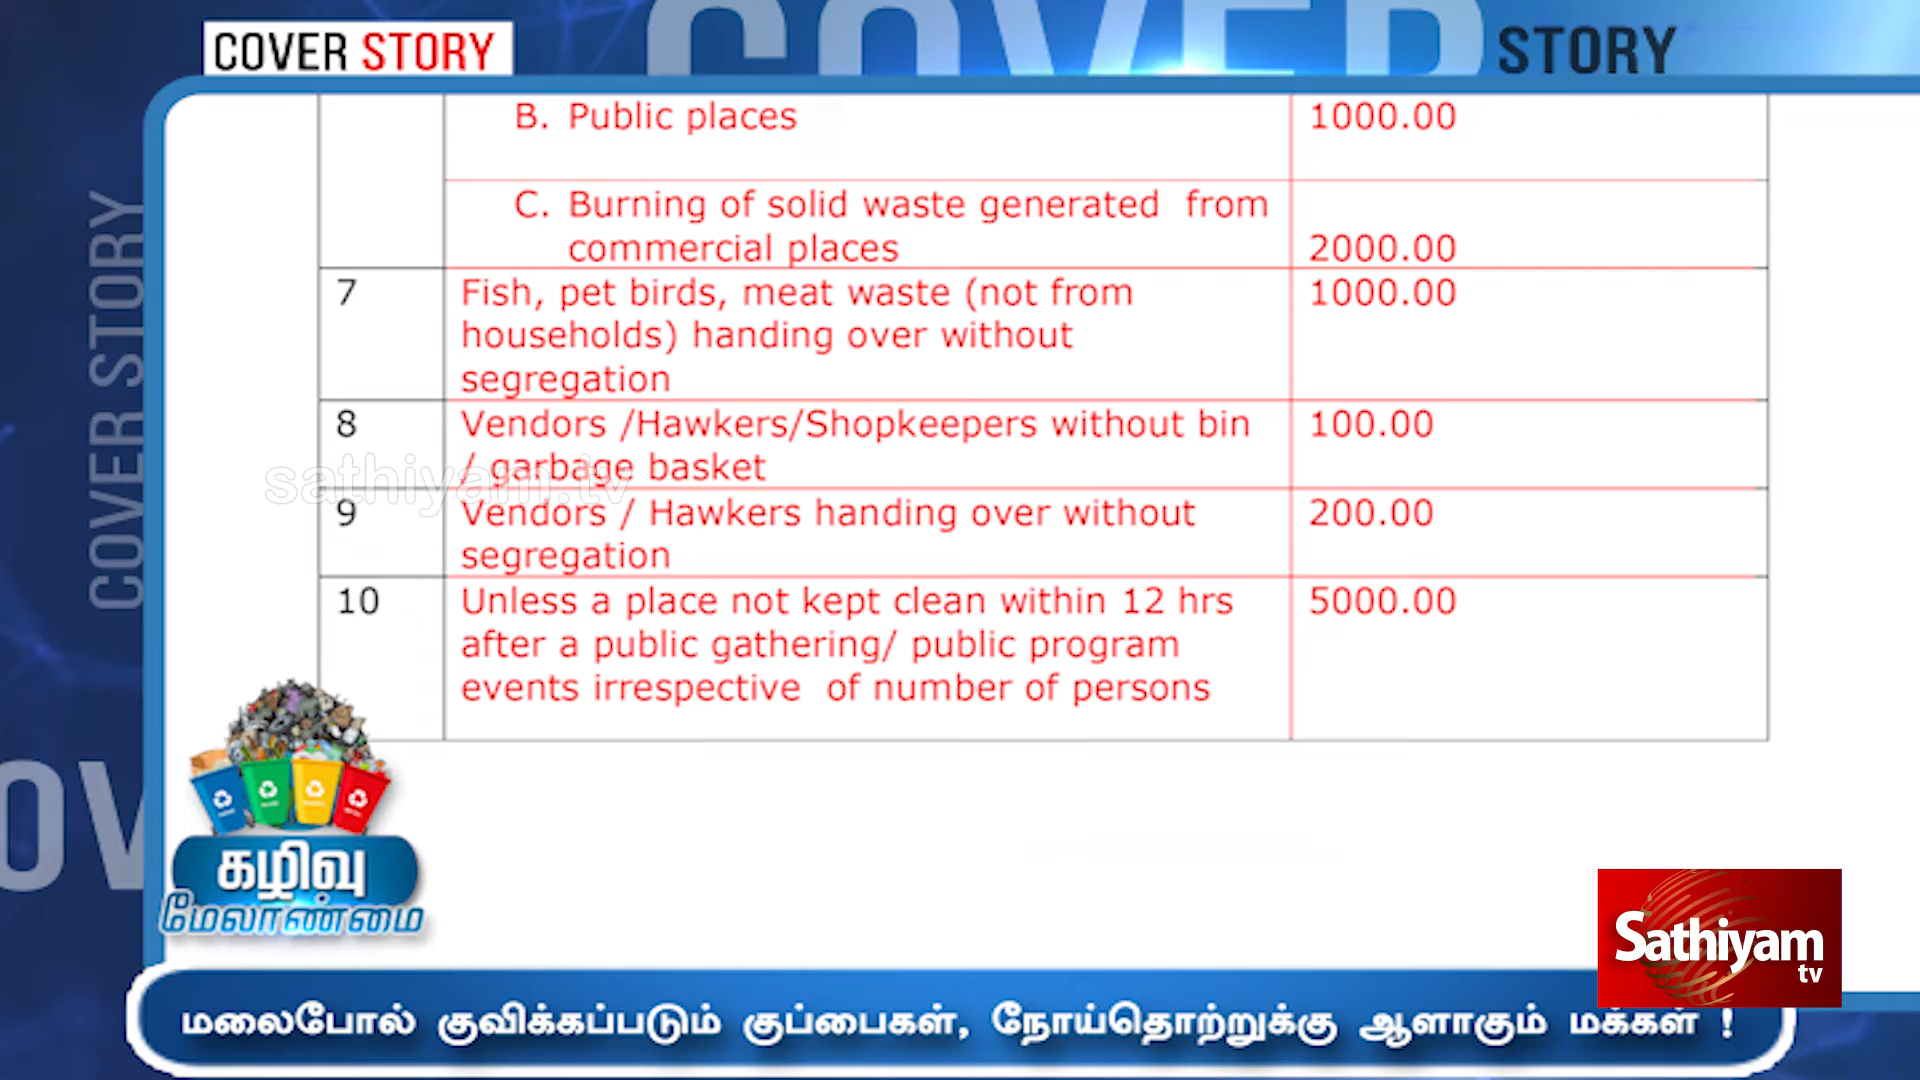 COVER STORY
COVER STORY
COVER STORY
B. Public places 1000.00
C. Burning of solid waste generated from
commercial places 2000.00
7 Fish, pet birds, meat waste (not from 1000.00
households) handing over without
segregation
8 Vendors /Hawkers/Shopkeepers without bin 100.00
/ garbage basket
sathiyam.tv
9 Vendors / Hawkers handing over without 200.00
segregation
10 Unless a place not kept clean within 12 hrs 5000.00
after a public gathering/ public program
events irrespective of number of persons
OV
கழிவு
மேலாண்மை
Sathiyam
tv
மலைபோல் குவிக்கப்படும் குப்பைகள், நோய்தொற்றுக்கு ஆளாகும் மக்கள் !